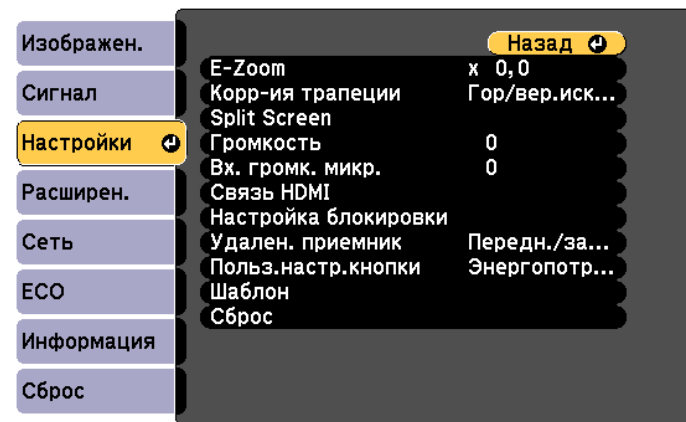 Изображен.
Сигнал
Настройки
Расширен.
Сеть
ECO
Информация
Сброс
Назад
E-Zoom x 0,0
Корр-ия трапеции Гор/вер.иск...
Split Screen
Громкость 0
Вх. громк. микр. 0
Связь HDMI
Настройка блокировки
Удален. приемник Передн./за...
Польз.настр.кнопки Энергопотр...
Шаблон
Сброс